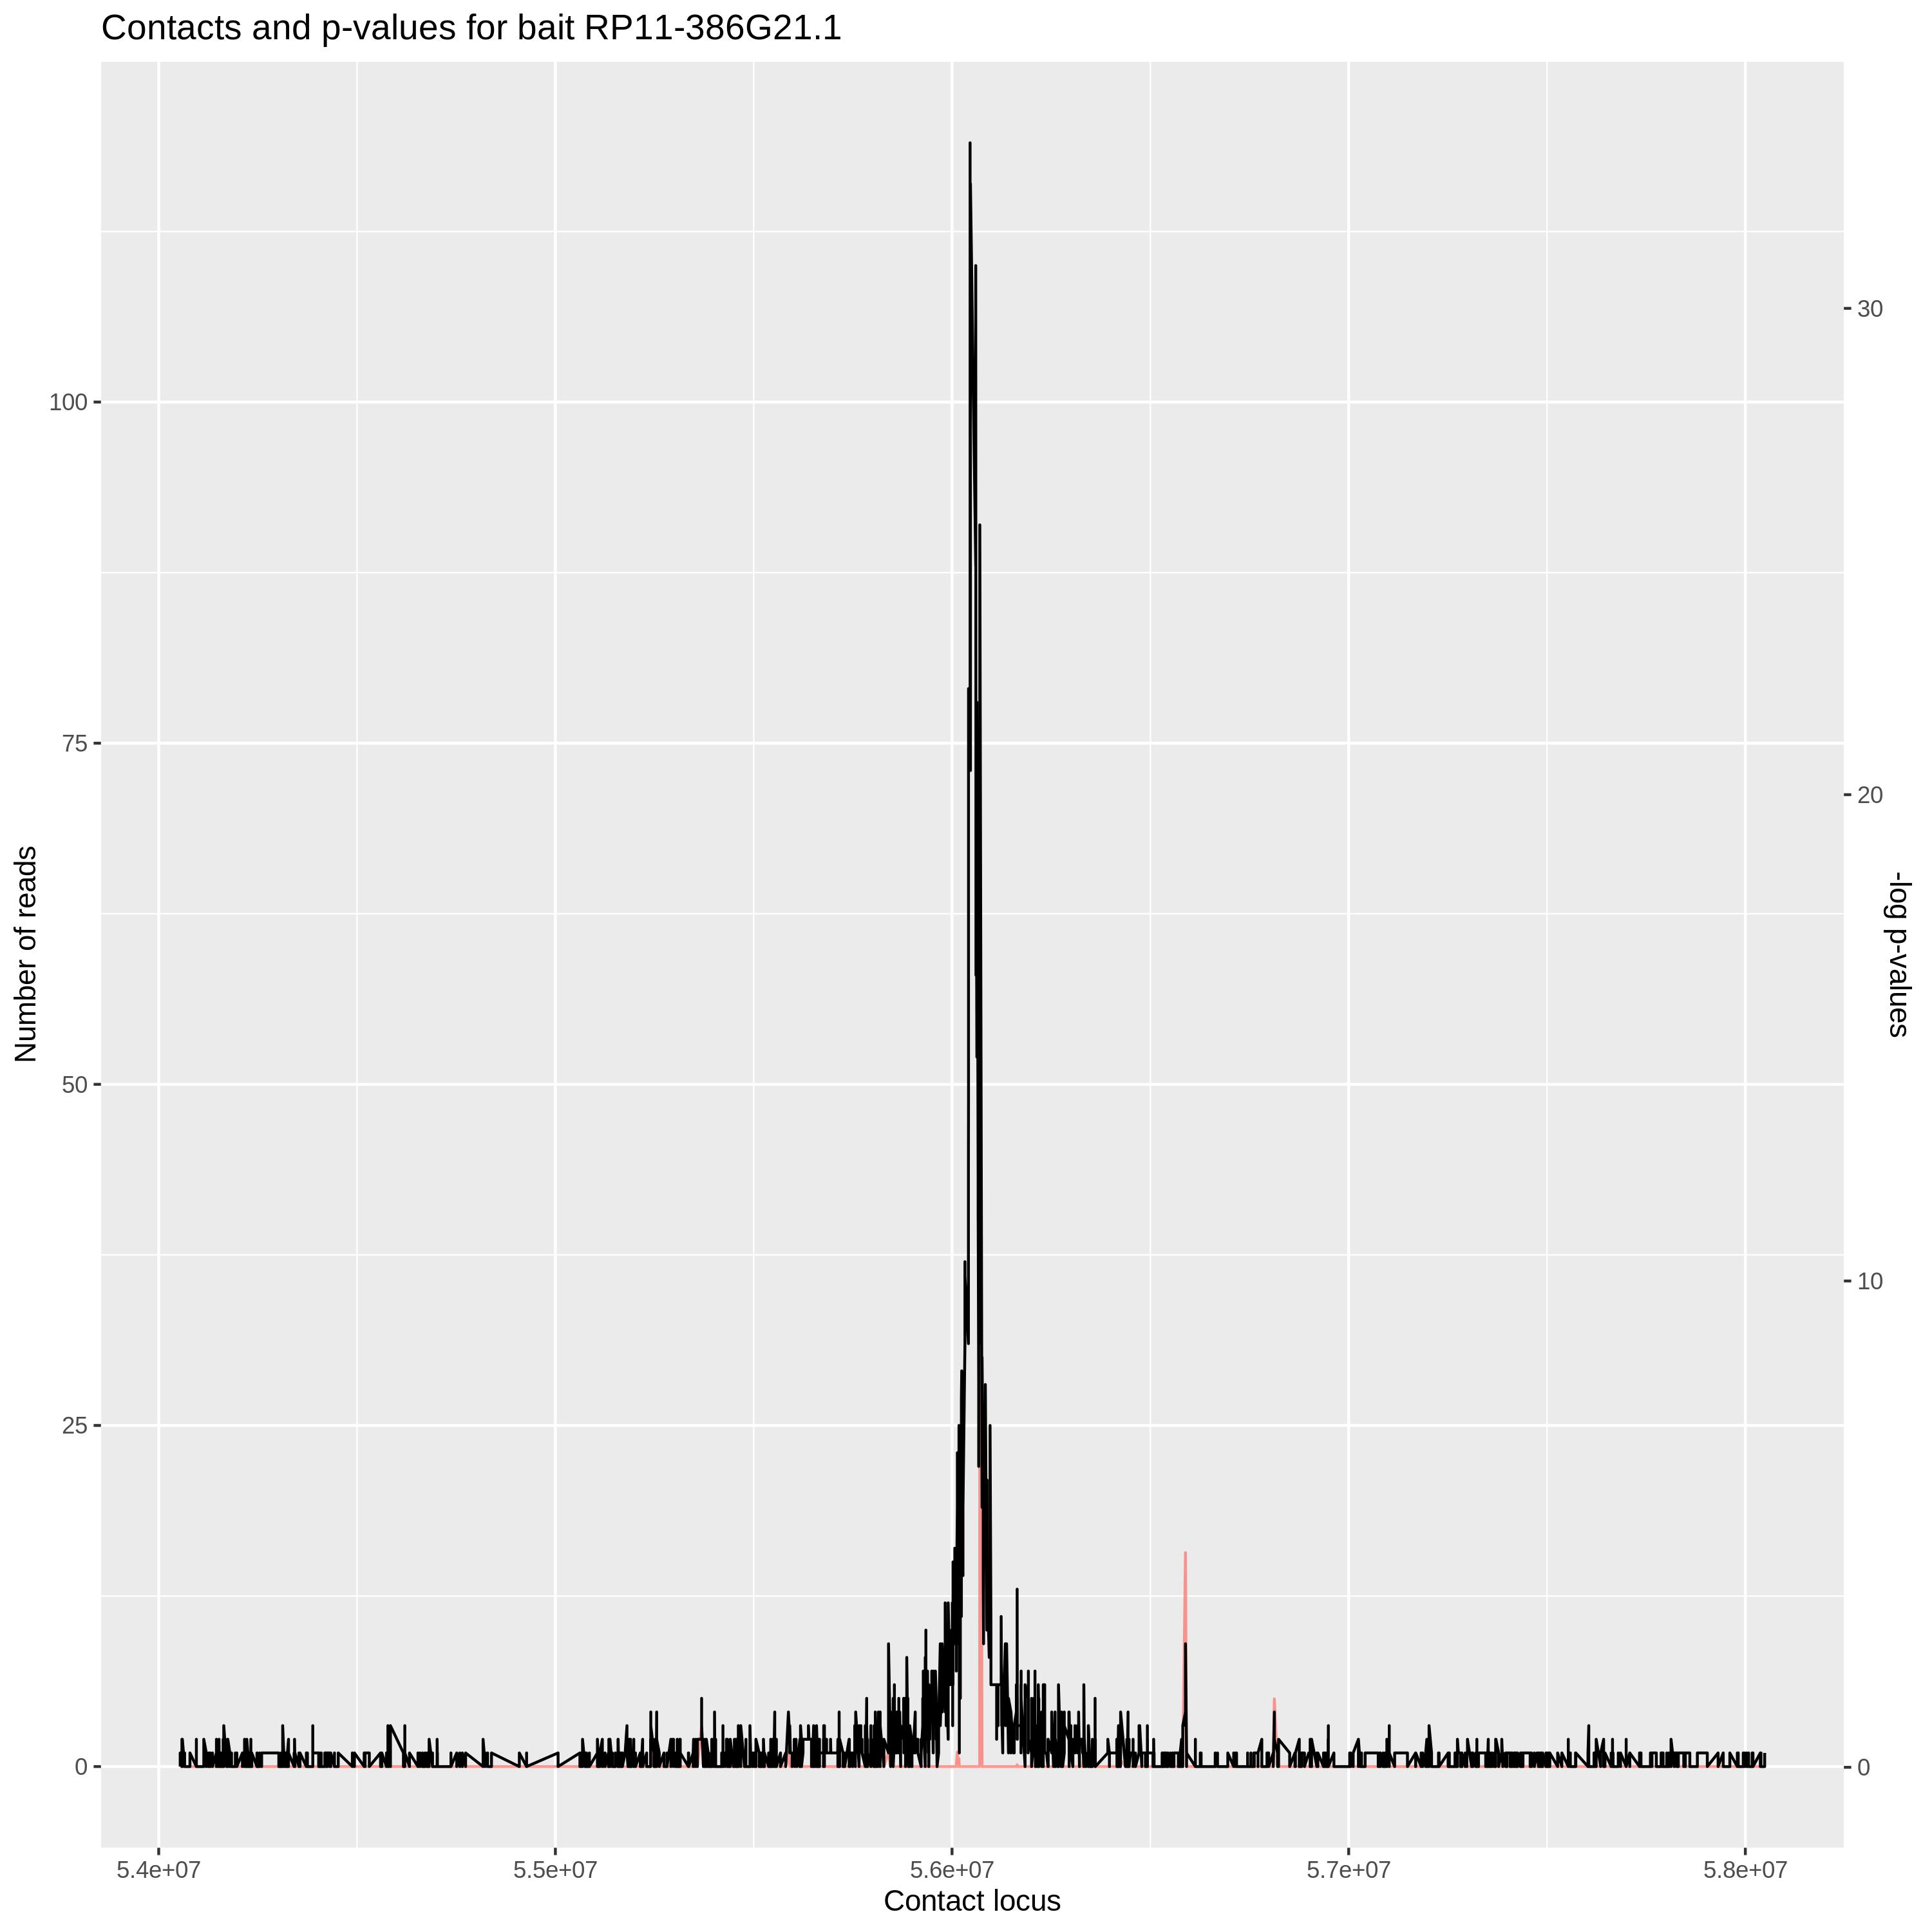 Contacts and p-values for bait RP11-386G21.1
100
75
50
25
0
30
20
10
0
Number of reads
-log p-values
5.4e+07
5.5e+07
5.6e+07
5.7e+07
5.8e+07
Contact locus